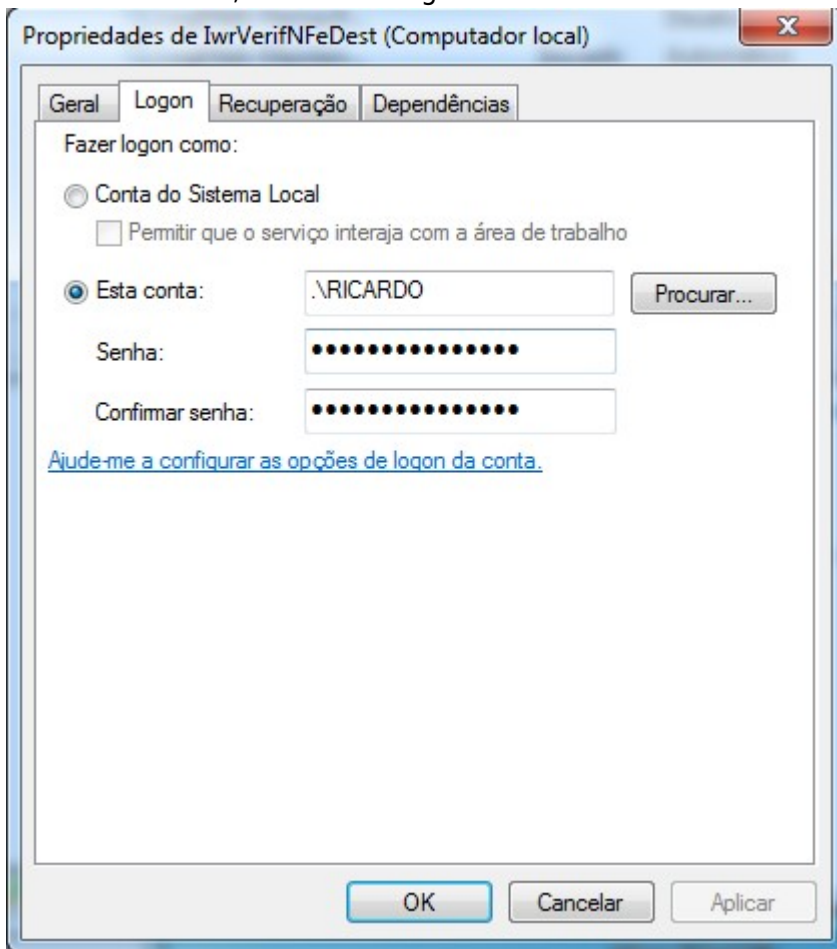 Propriedades de IwrVerifNFeDest (Computador local)
Geral Logon Recuperação Dependências
Fazer logon como:
Conta do Sistema Local
Permitir que o serviço interaja com a área de trabalho
Esta conta: .\RICARDO Procurar...
Senha: •••••••••••••••
Confirmar senha: •••••••••••••••
Ajude-me a configurar as opções de logon da conta.
OK Cancelar Aplicar